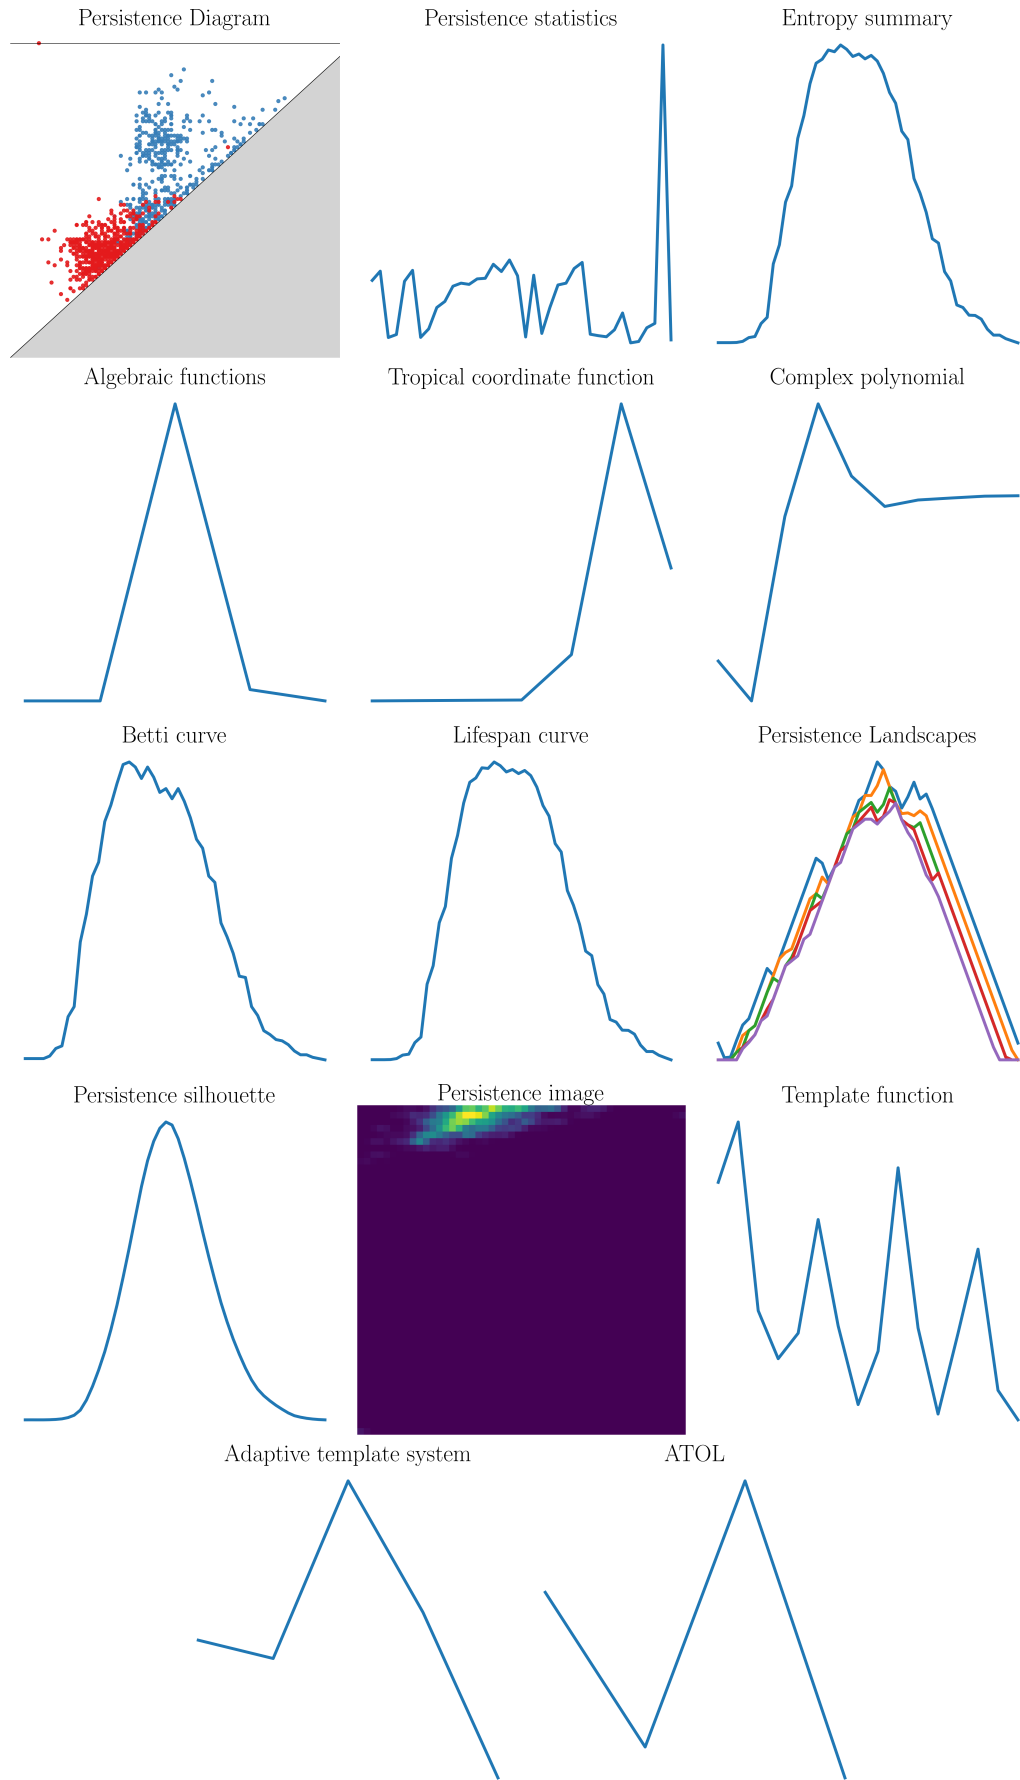 Persistence Diagram
Persistence statistics
Entropy summary
Algebraic functions
Tropical coordinate function
Complex polynomial
Betti curve
Lifespan curve
Persistence Landscapes
Persistence silhouette
Persistence image
Template function
Adaptive template system
ATOL